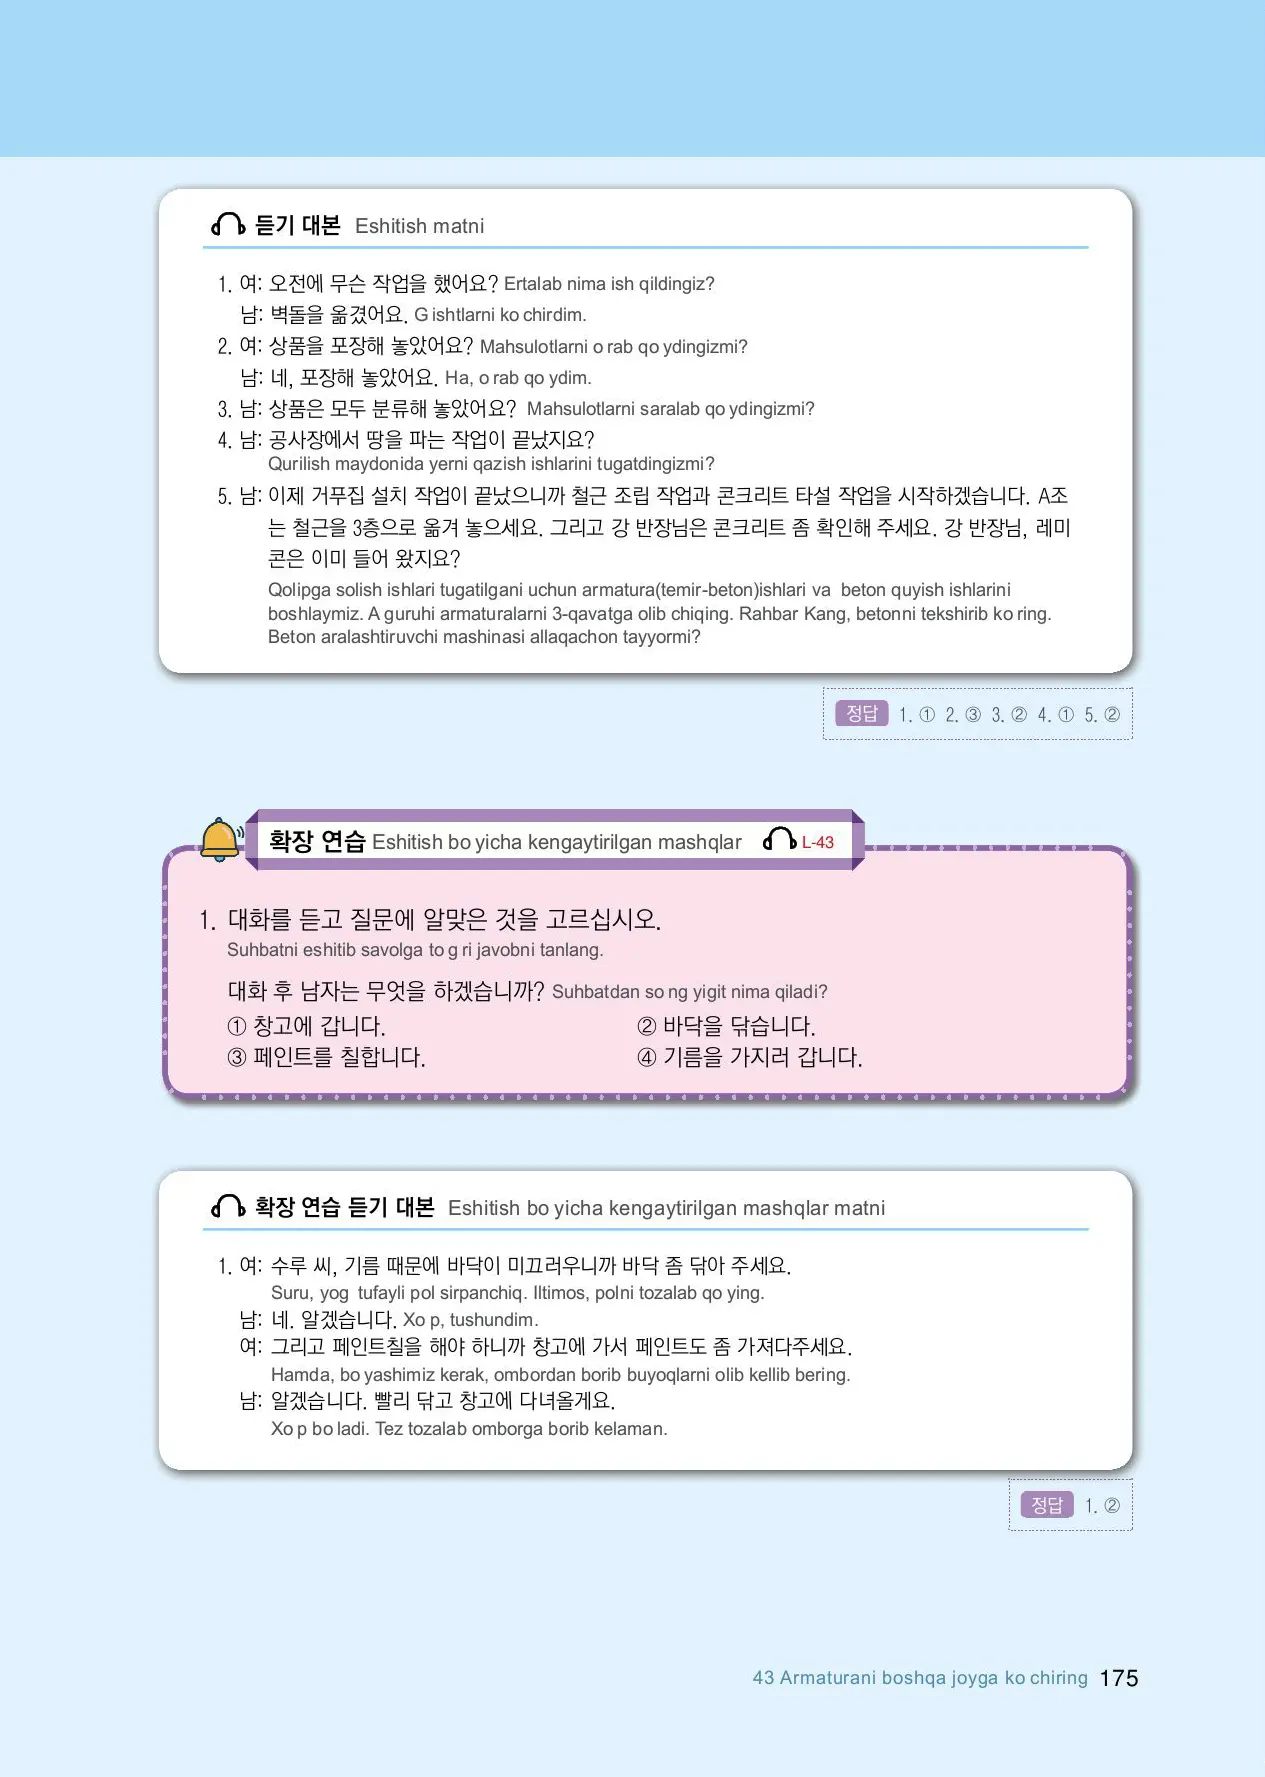 듣기 대본 Eshitish matni
1. 여: 오전에 무슨 작업을 했어요? Ertalab nima ish qildingiz?
남: 벽돌을 옮겼어요. G ishtlarni ko chirdim.
2. 여: 상품을 포장해 놓았어요? Mahsulotlarni o rab qo ydingizmi?
남: 네, 포장해 놓았어요. Ha, o rab qo ydim.
3. 남: 상품은 모두 분류해 놓았어요? Mahsulotlarni saralab qo ydingizmi?
4. 남: 공사장에서 땅을 파는 작업이 끝났지요?
Qurilish maydonida yerni qazish ishlarini tugatdingizmi?
5. 남: 이제 거푸집 설치 작업이 끝났으니까 철근 조립 작업과 콘크리트 타설 작업을 시작하겠습니다. A조
는 철근을 3층으로 옮겨 놓으세요. 그리고 강 반장님은 콘크리트 좀 확인해 주세요. 강 반장님, 레미
콘은 이미 들어 왔지요?
Qolipga solish ishlari tugatilgani uchun armatura(temir-beton)ishlari va beton quyish ishlarini
boshlaymiz. A guruhi armaturalarni 3-qavatga olib chiqing. Rahbar Kang, betonni tekshirib ko ring.
Beton aralashtiruvchi mashinasi allaqachon tayyormi?
정답 1. ① 2. ③ 3. ② 4. ① 5. ②
확장 연습 Eshitish bo yicha kengaytirilgan mashqlar L-43
1. 대화를 듣고 질문에 알맞은 것을 고르십시오.
Suhbatni eshitib savolga to g ri javobni tanlang.
대화 후 남자는 무엇을 하겠습니까? Suhbatdan so ng yigit nima qiladi?
① 창고에 갑니다. ② 바닥을 닦습니다.
③ 페인트를 칠합니다. ④ 기름을 가지러 갑니다.
확장 연습 듣기 대본 Eshitish bo yicha kengaytirilgan mashqlar matni
1. 여: 수루 씨, 기름 때문에 바닥이 미끄러우니까 바닥 좀 닦아 주세요.
Suru, yog tufayli pol sirpanchiq. Iltimos, polni tozalab qo ying.
남: 네. 알겠습니다. Xo p, tushundim.
여: 그리고 페인트칠을 해야 하니까 창고에 가서 페인트도 좀 가져다주세요.
Hamda, bo yashimiz kerak, ombordan borib buyoqlarni olib kellib bering.
남: 알겠습니다. 빨리 닦고 창고에 다녀올게요.
Xo p bo ladi. Tez tozalab omborga borib kelaman.
정답 1. ②
43 Armaturani boshqa joyga ko chiring 175